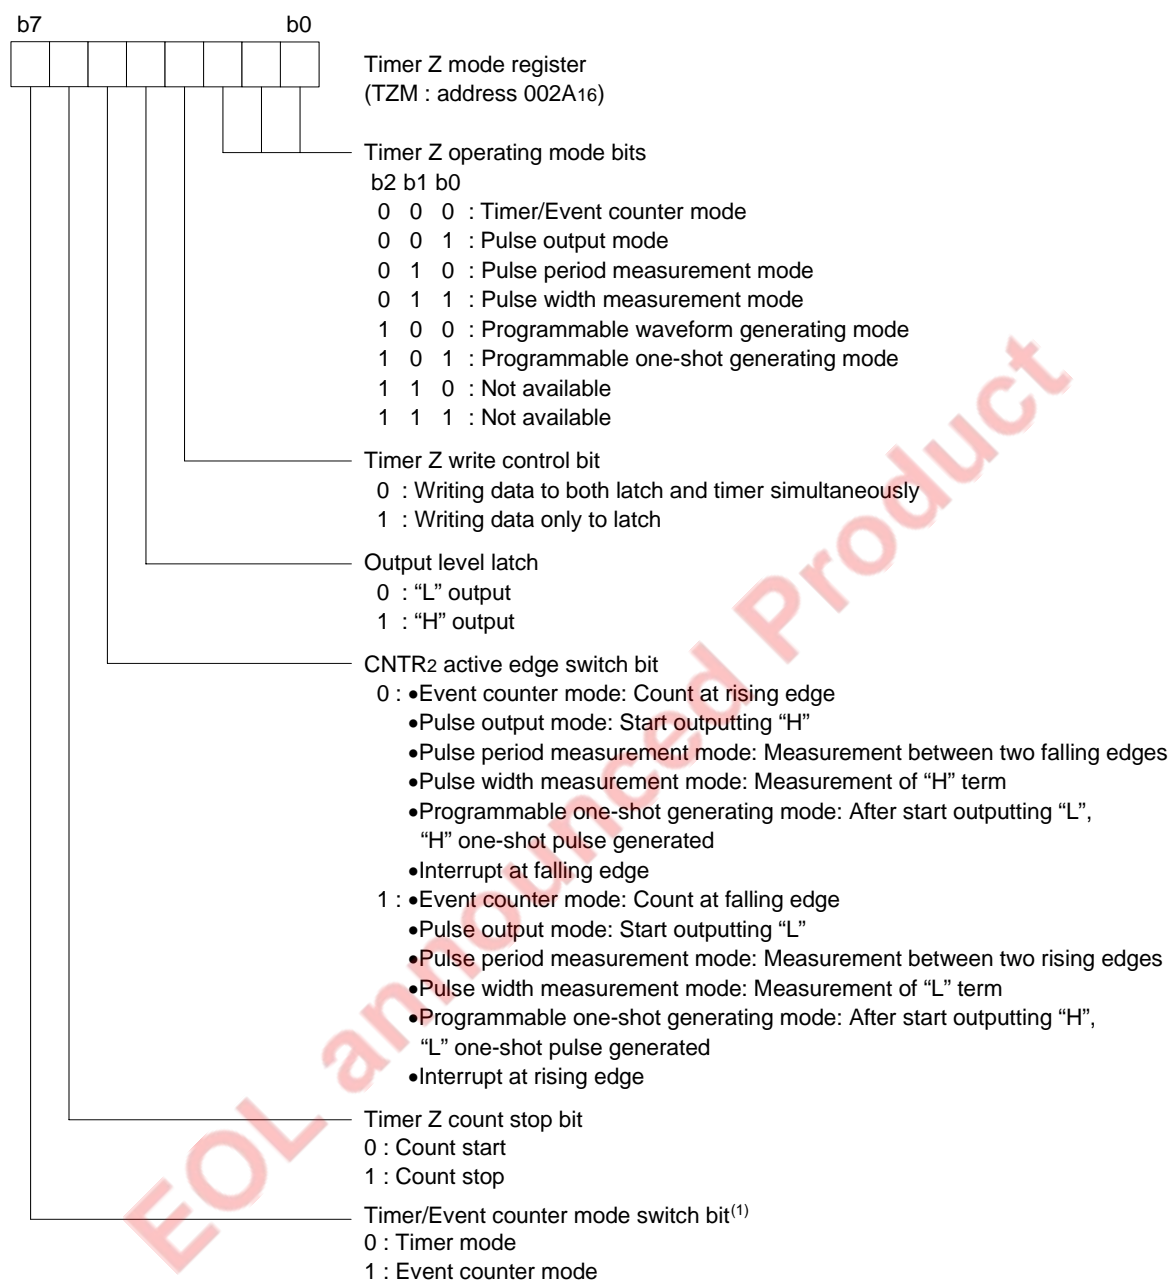 b7 b0
Timer Z mode register
(TZM : address 002A16)
Timer Z operating mode bits
b2 b1 b0
0 0 0 : Timer/Event counter mode
0 0 1 : Pulse output mode
0 1 0 : Pulse period measurement mode
0 1 1 : Pulse width measurement mode
1 0 0 : Programmable waveform generating mode
1 0 1 : Programmable one-shot generating mode
1 1 0 : Not available
1 1 1 : Not available
Timer Z write control bit
0 : Writing data to both latch and timer simultaneously
1 : Writing data only to latch
Output level latch
0 : “L” output
1 : “H” output
CNTR2 active edge switch bit
0 : •Event counter mode: Count at rising edge
•Pulse output mode: Start outputting “H”
•Pulse period measurement mode: Measurement between two falling edges
•Pulse width measurement mode: Measurement of “H” term
•Programmable one-shot generating mode: After start outputting “L”,
“H” one-shot pulse generated
•Interrupt at falling edge
1 : •Event counter mode: Count at falling edge
•Pulse output mode: Start outputting “L”
•Pulse period measurement mode: Measurement between two rising edges
•Pulse width measurement mode: Measurement of “L” term
•Programmable one-shot generating mode: After start outputting “H”,
“L” one-shot pulse generated
•Interrupt at rising edge
Timer Z count stop bit
0 : Count start
1 : Count stop
Timer/Event counter mode switch bit(1)
0 : Timer mode
1 : Event counter mode
EOL announced Product